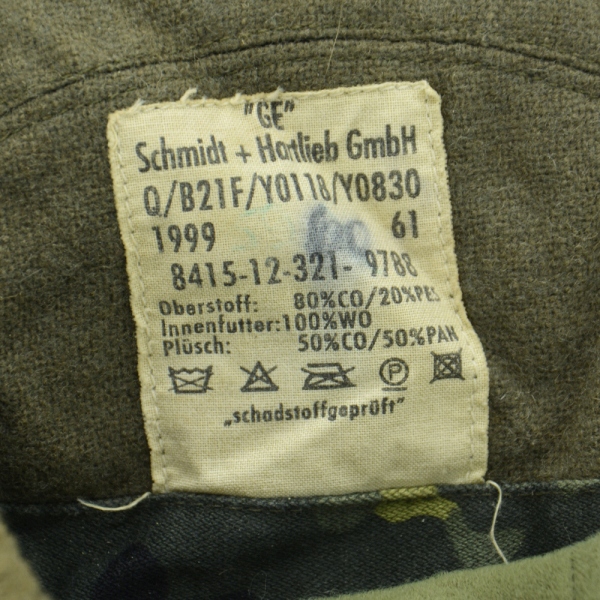 "GE"
Schmidt + Hartlieb GmbH
Q/B21F/Y0118/Y0830
1999 61
8415-12-321- 9788
Oberstoff: 80%CO/20%PES
Innenfutter:100%WO
Plüsch: 50%CO/50%PAN
„schadstoffgeprüft"